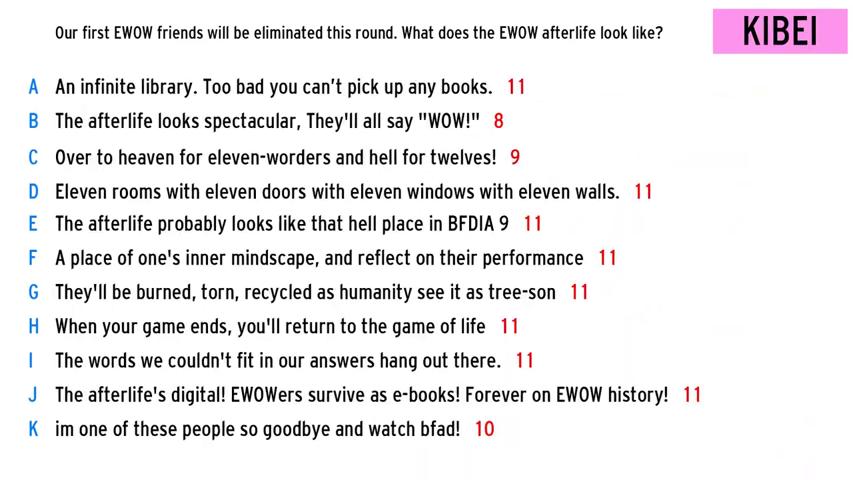 Our first EWOW friends will be eliminated this round. What does the EWOW afterlife look like?
KIBEI
A An infinite library. Too bad you can't pick up any books. 11
B The afterlife looks spectacular, They'll all say "WOW!" 8
C Over to heaven for eleven-worders and hell for twelves! 9
D Eleven rooms with eleven doors with eleven windows with eleven walls. 11
E The afterlife probably looks like that hell place in BFDIA 9 11
F A place of one's inner mindscape, and reflect on their performance 11
G They'll be burned, torn, recycled as humanity see it as tree-son 11
H When your game ends, you'll return to the game of life 11
I The words we couldn't fit in our answers hang out there. 11
J The afterlife's digital! EWOWers survive as e-books! Forever on EWOW history! 11
K im one of these people so goodbye and watch bfad! 10